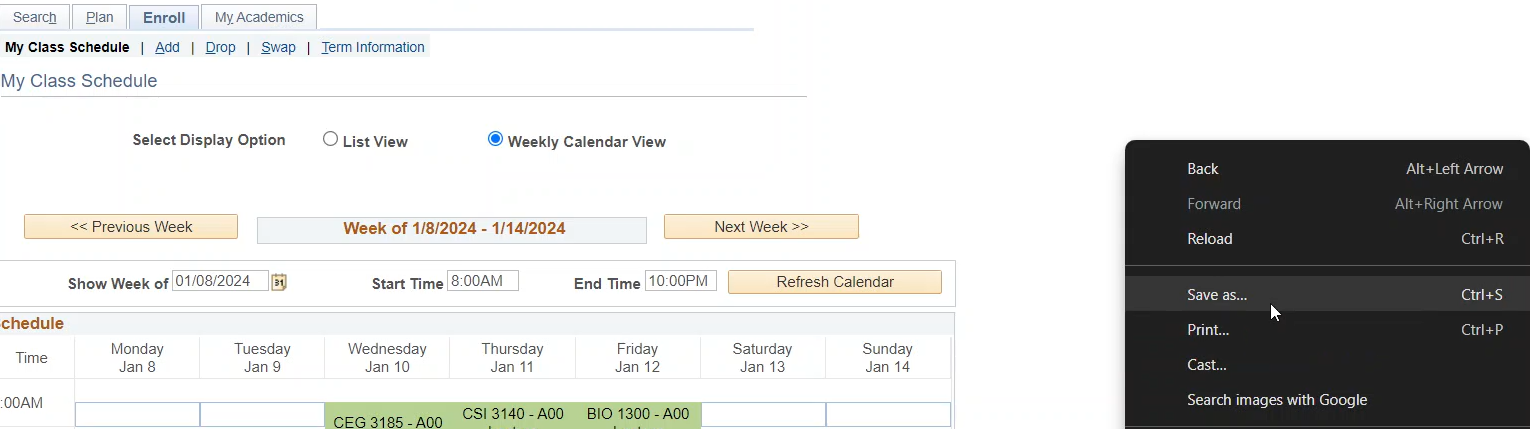 Search Plan Enroll My Academics
My Class Schedule | Add | Drop | Swap | Term Information
My Class Schedule
Select Display Option List View Weekly Calendar View
<< Previous Week Week of 1/8/2024 - 1/14/2024 Next Week >>
Show Week of 01/08/2024 31 Start Time 8:00AM End Time 10:00PM Refresh Calendar
chedule
Time Monday Jan 8 Tuesday Jan 9 Wednesday Jan 10 Thursday Jan 11 Friday Jan 12 Saturday Jan 13 Sunday Jan 14
:00AM
CEG 3185 - A00 CSI 3140 - A00 BIO 1300 - A00
Back Alt+Left Arrow
Forward Alt+Right Arrow
Reload Ctrl+R
Save as... Ctrl+S
Print... Ctrl+P
Cast...
Search images with Google